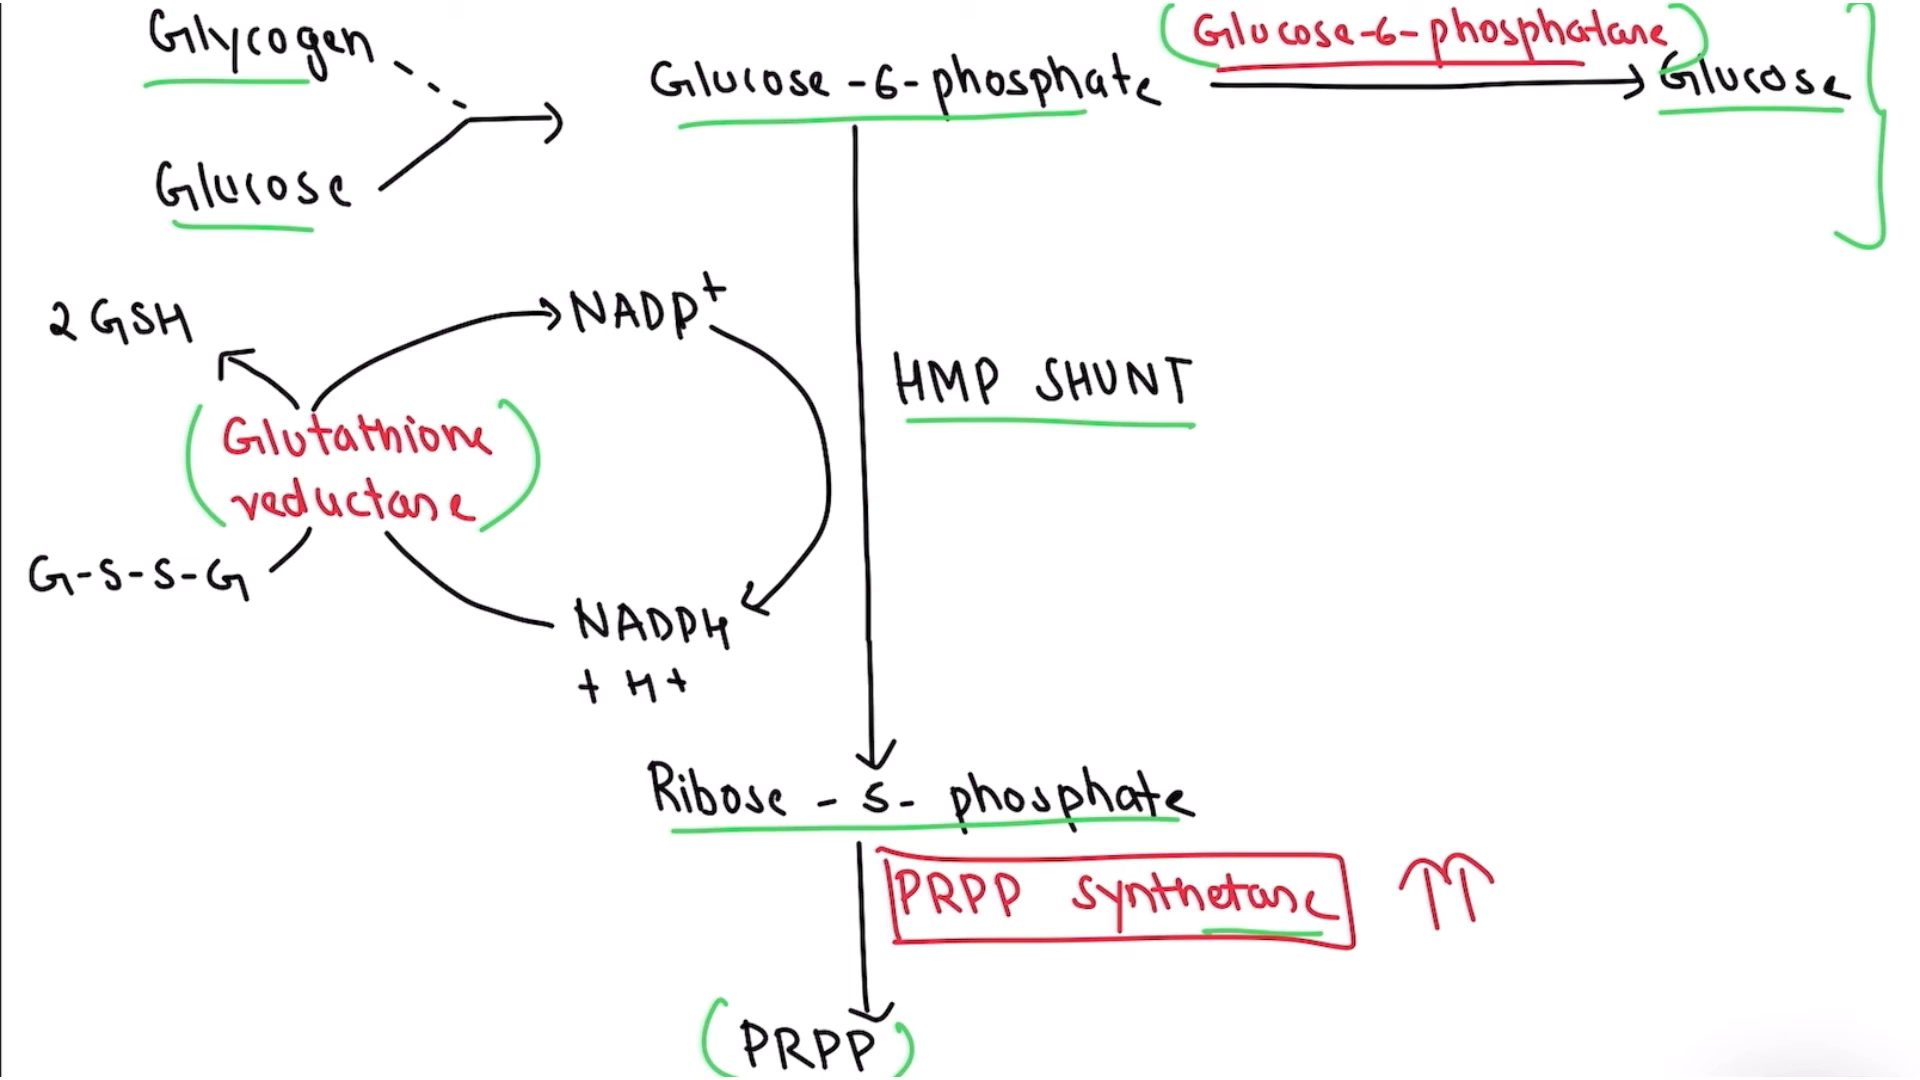 Glycogen
Glucose
Glucose-6-phosphate
(Glucose-6-phosphatase)
Glucose
2 GSH
NADP+
HMP SHUNT
(Glutathione
reductase)
G-S-S-G
NADPH
+ H+
Ribose - 5 - phosphate
PRPP synthetase
(PRPP)